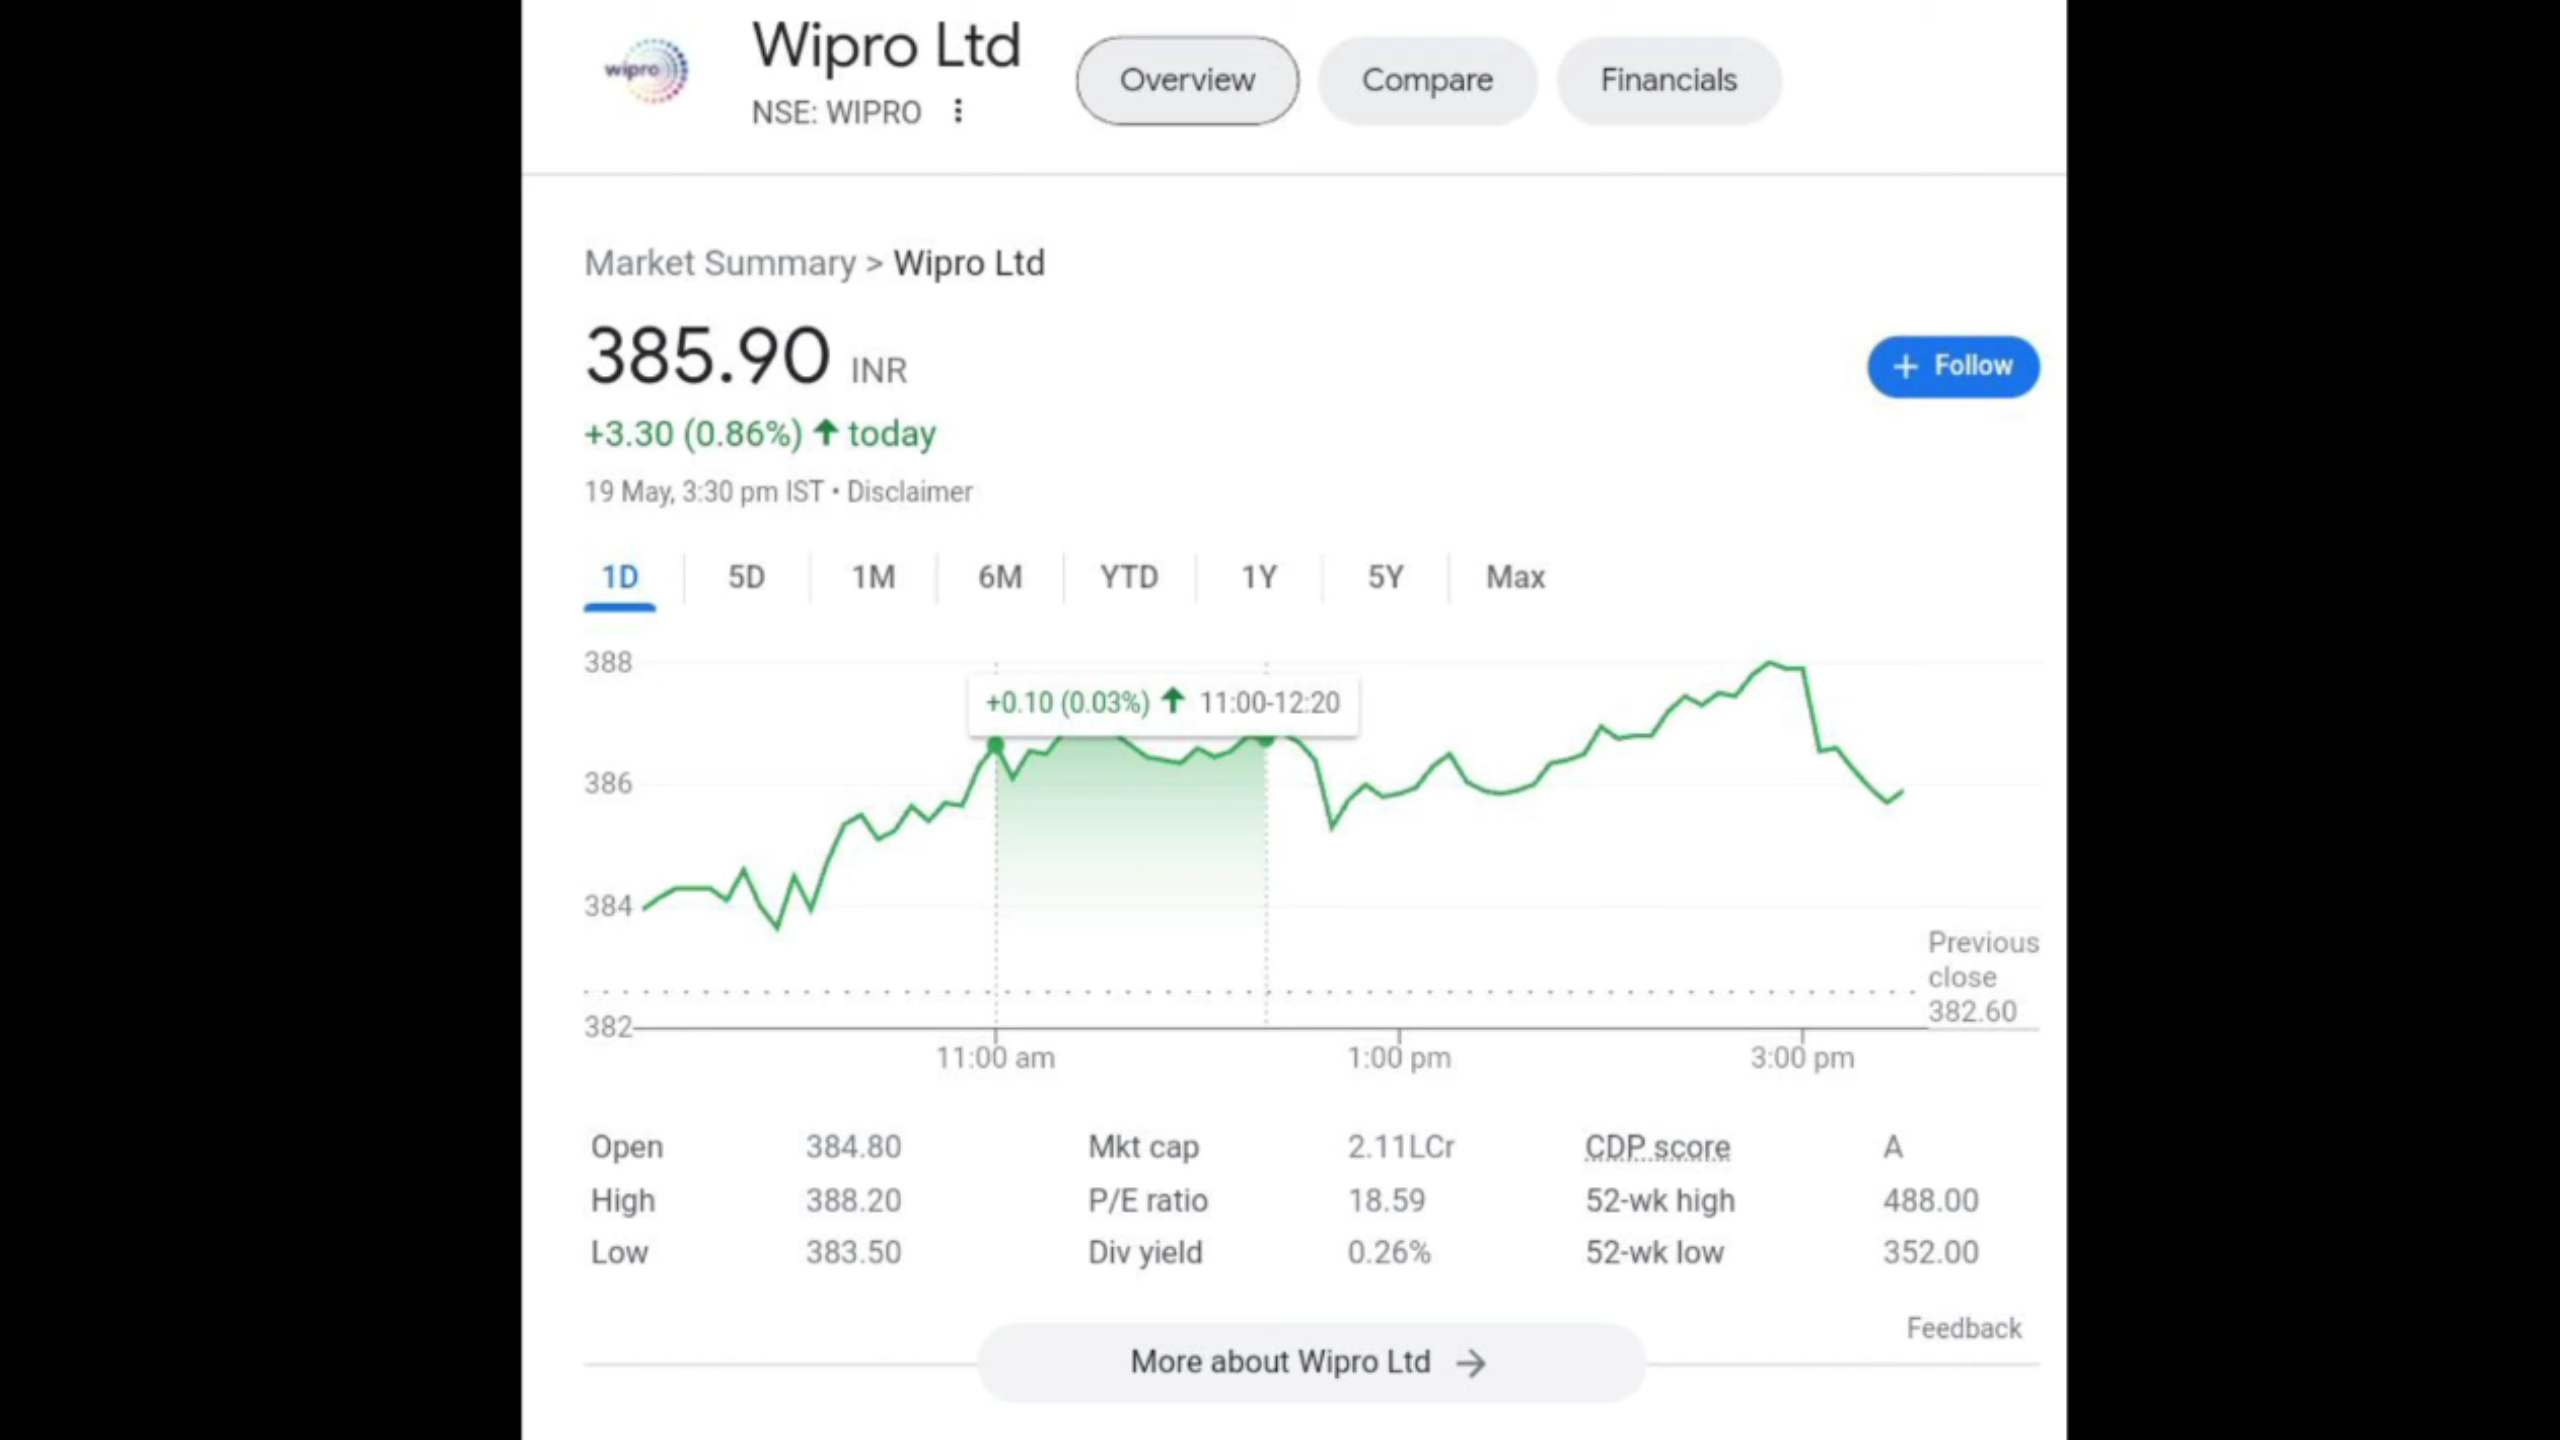 wipro
Wipro Ltd
NSE: WIPRO
Overview
Compare
Financials
Market Summary > Wipro Ltd
385.90 INR
+ Follow
+3.30 (0.86%) ↑ today
19 May, 3:30 pm IST • Disclaimer
1D 5D 1M 6M YTD 1Y 5Y Max
388
+0.10 (0.03%) ↑ 11:00-12:20
386
384
Previous
close
382.60
382
11:00 am 1:00 pm 3:00 pm
Open 384.80 Mkt cap 2.11LCr CDP score A
High 388.20 P/E ratio 18.59 52-wk high 488.00
Low 383.50 Div yield 0.26% 52-wk low 352.00
Feedback
More about Wipro Ltd →